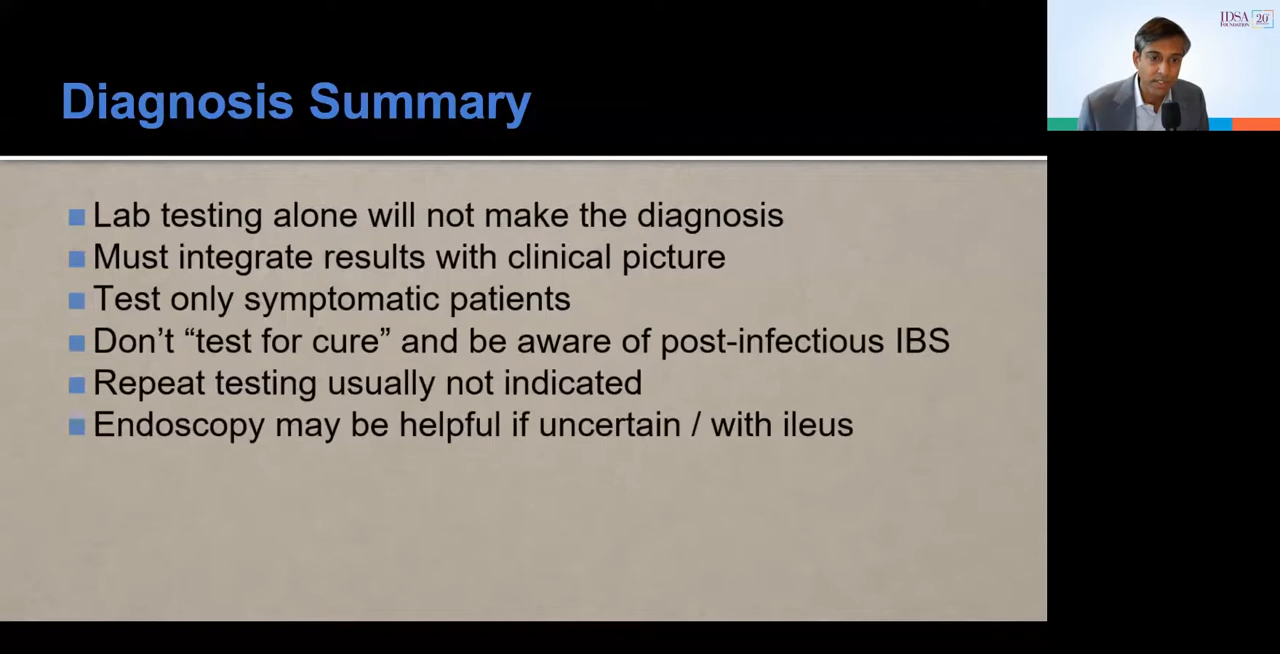 IDSA
FOUNDATION
20
Diagnosis Summary
Lab testing alone will not make the diagnosis
Must integrate results with clinical picture
Test only symptomatic patients
Don’t “test for cure” and be aware of post-infectious IBS
Repeat testing usually not indicated
Endoscopy may be helpful if uncertain / with ileus